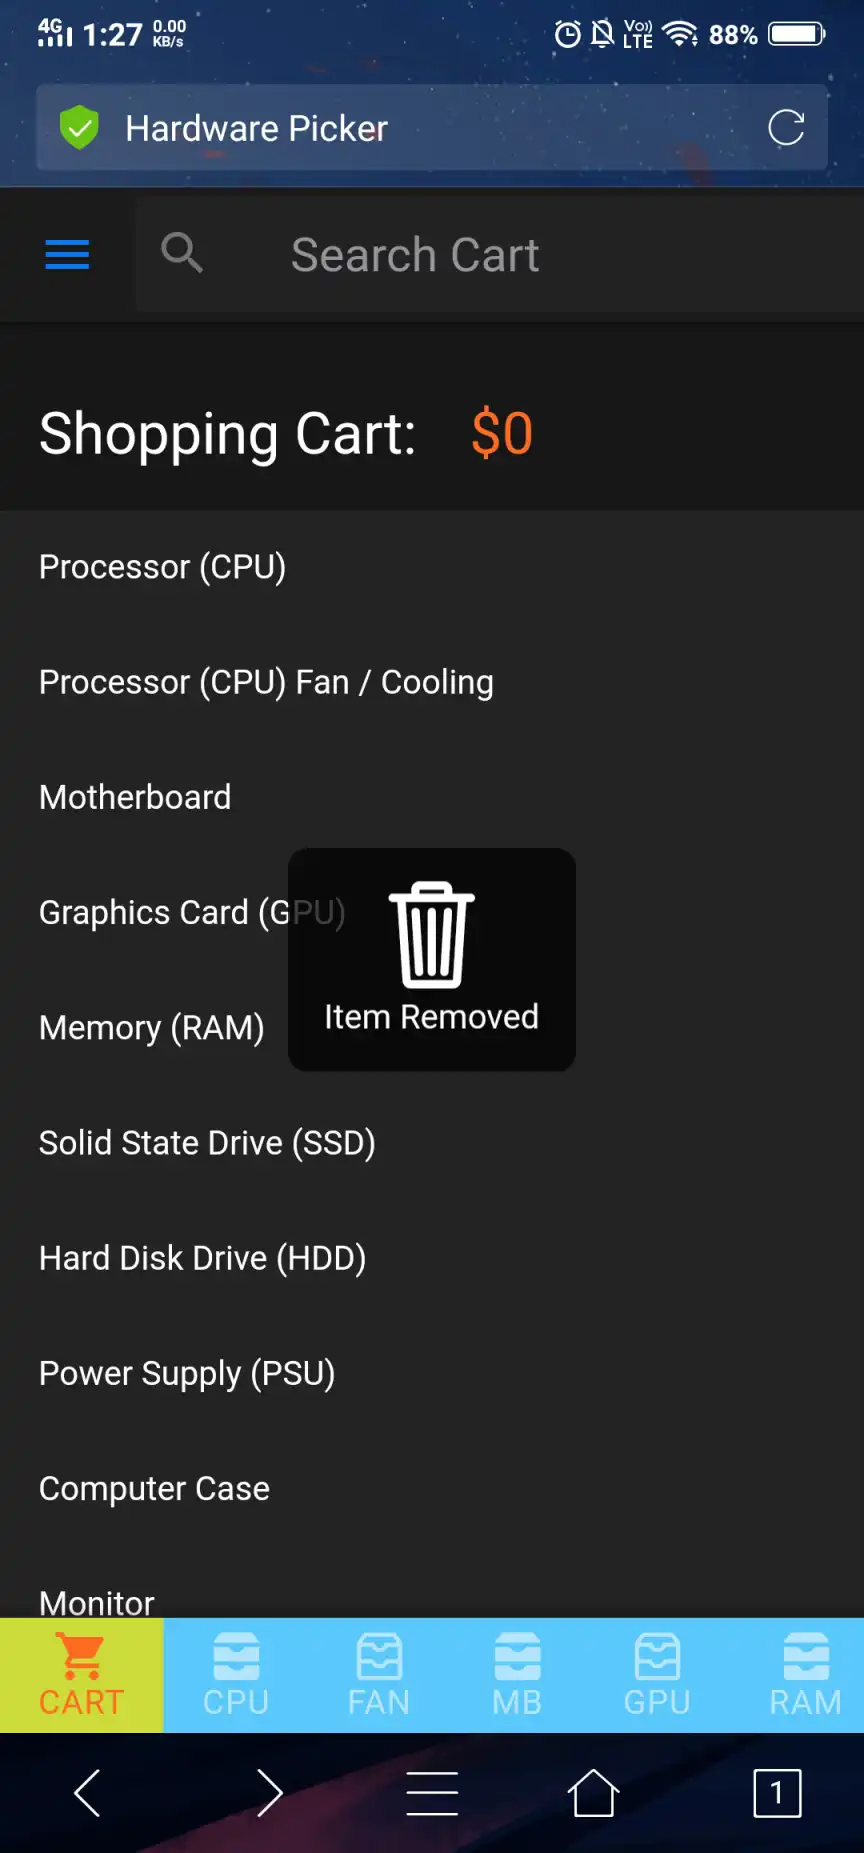 4G 1:27 0.00 KB/s Vo)) LTE 88%
Hardware Picker
Search Cart
Shopping Cart: $0
Processor (CPU)
Processor (CPU) Fan / Cooling
Motherboard
Graphics Card (GPU)
Item Removed
Memory (RAM)
Solid State Drive (SSD)
Hard Disk Drive (HDD)
Power Supply (PSU)
Computer Case
Monitor
CART CPU FAN MB GPU RAM
1